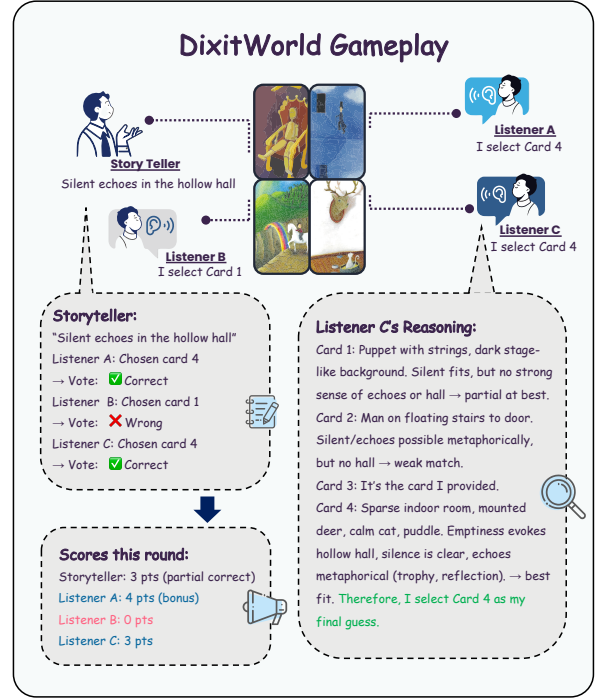 DixitWorld Gameplay
Story Teller
Silent echoes in the hollow hall
Listener A
I select Card 4
Listener B
I select Card 1
Listener C
I select Card 4
Storyteller:
“Silent echoes in the hollow hall”
Listener A: Chosen card 4
→ Vote: ✅ Correct
Listener B: Chosen card 1
→ Vote: ❌ Wrong
Listener C: Chosen card 4
→ Vote: ✅ Correct
Scores this round:
Storyteller: 3 pts (partial correct)
Listener A: 4 pts (bonus)
Listener B: 0 pts
Listener C: 3 pts
Listener C's Reasoning:
Card 1: Puppet with strings, dark stage-
like background. Silent fits, but no strong
sense of echoes or hall → partial at best.
Card 2: Man on floating stairs to door.
Silent/echoes possible metaphorically,
but no hall → weak match.
Card 3: It's the card I provided.
Card 4: Sparse indoor room, mounted
deer, calm cat, puddle. Emptiness evokes
hollow hall, silence is clear, echoes
metaphorical (trophy, reflection). → best
fit. Therefore, I select Card 4 as my
final guess.